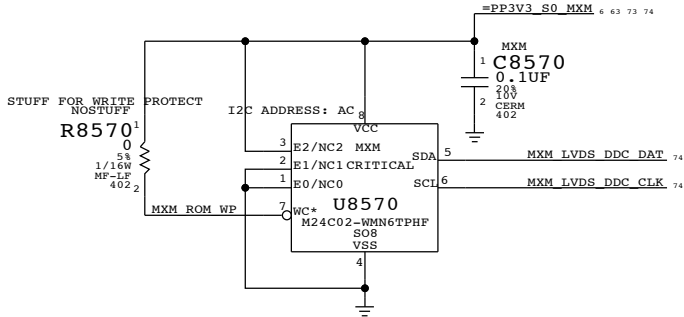 =PP3V3_S0_MXM 6 63 73 74
MXM
1 C8570
0.1UF
20%
10V
2 CERM
402
STUFF FOR WRITE PROTECT
NOSTUFF
R8570 1
0
5%
1/16W
MF-LF
402 2
I2C ADDRESS: AC 8
VCC
3 E2/NC2 MXM
2 E1/NC1 CRITICAL SDA 5 MXM_LVDS_DDC_DAT 74
1 E0/NC0 SCL 6 MXM_LVDS_DDC_CLK 74
U8570
MXM_ROM_WP 7 WC*
M24C02-WMN6TPHF
SO8
VSS
4